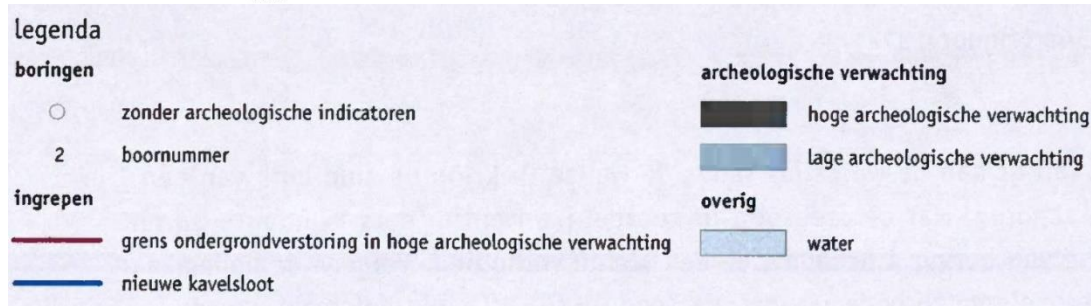 legenda
boringen
zonder archeologische indicatoren
2 boornummer
ingrepen
grens ondergrondverstoring in hoge archeologische verwachting
nieuwe kavelsloot
archeologische verwachting
hoge archeologische verwachting
lage archeologische verwachting
overig
water